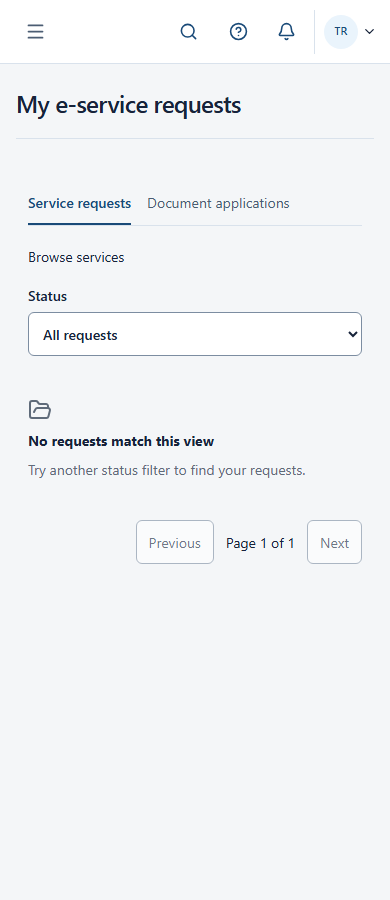 TR
My e-service requests
Service requests
Document applications
Browse services
Status
All requests
No requests match this view
Try another status filter to find your requests.
Previous
Page 1 of 1
Next